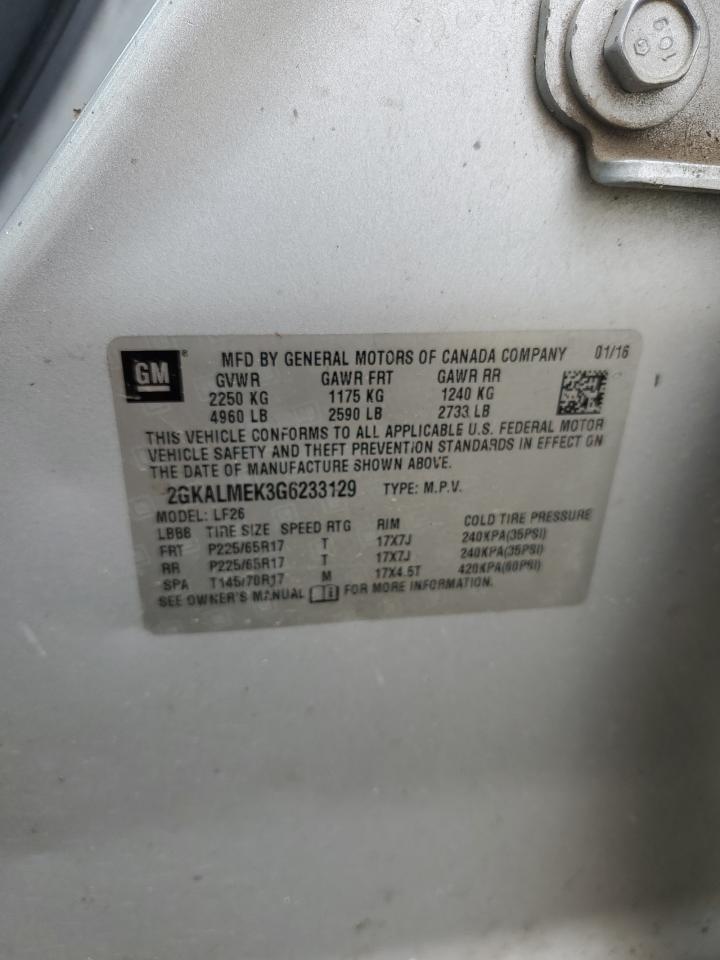 109
GM ®
MFD BY GENERAL MOTORS OF CANADA COMPANY 01/16
GVWR GAWR FRT GAWR RR
2250 KG 1175 KG 1240 KG
4960 LB 2590 LB 2733 LB
THIS VEHICLE CONFORMS TO ALL APPLICABLE U.S. FEDERAL MOTOR
VEHICLE SAFETY AND THEFT PREVENTION STANDARDS IN EFFECT ON
THE DATE OF MANUFACTURE SHOWN ABOVE.
2GKALMEK3G6233129 TYPE: M.P.V.
MODEL: LF26
TIRE SIZE SPEED RTG RIM COLD TIRE PRESSURE
FRT P225/65R17 T 17X7J 240KPA(35PSI)
RR P225/65R17 T 17X7J 240KPA(35PSI)
SPA T145/70R17 M 17X4.5T 420KPA(60PSI)
SEE OWNER'S MANUAL FOR MORE INFORMATION.